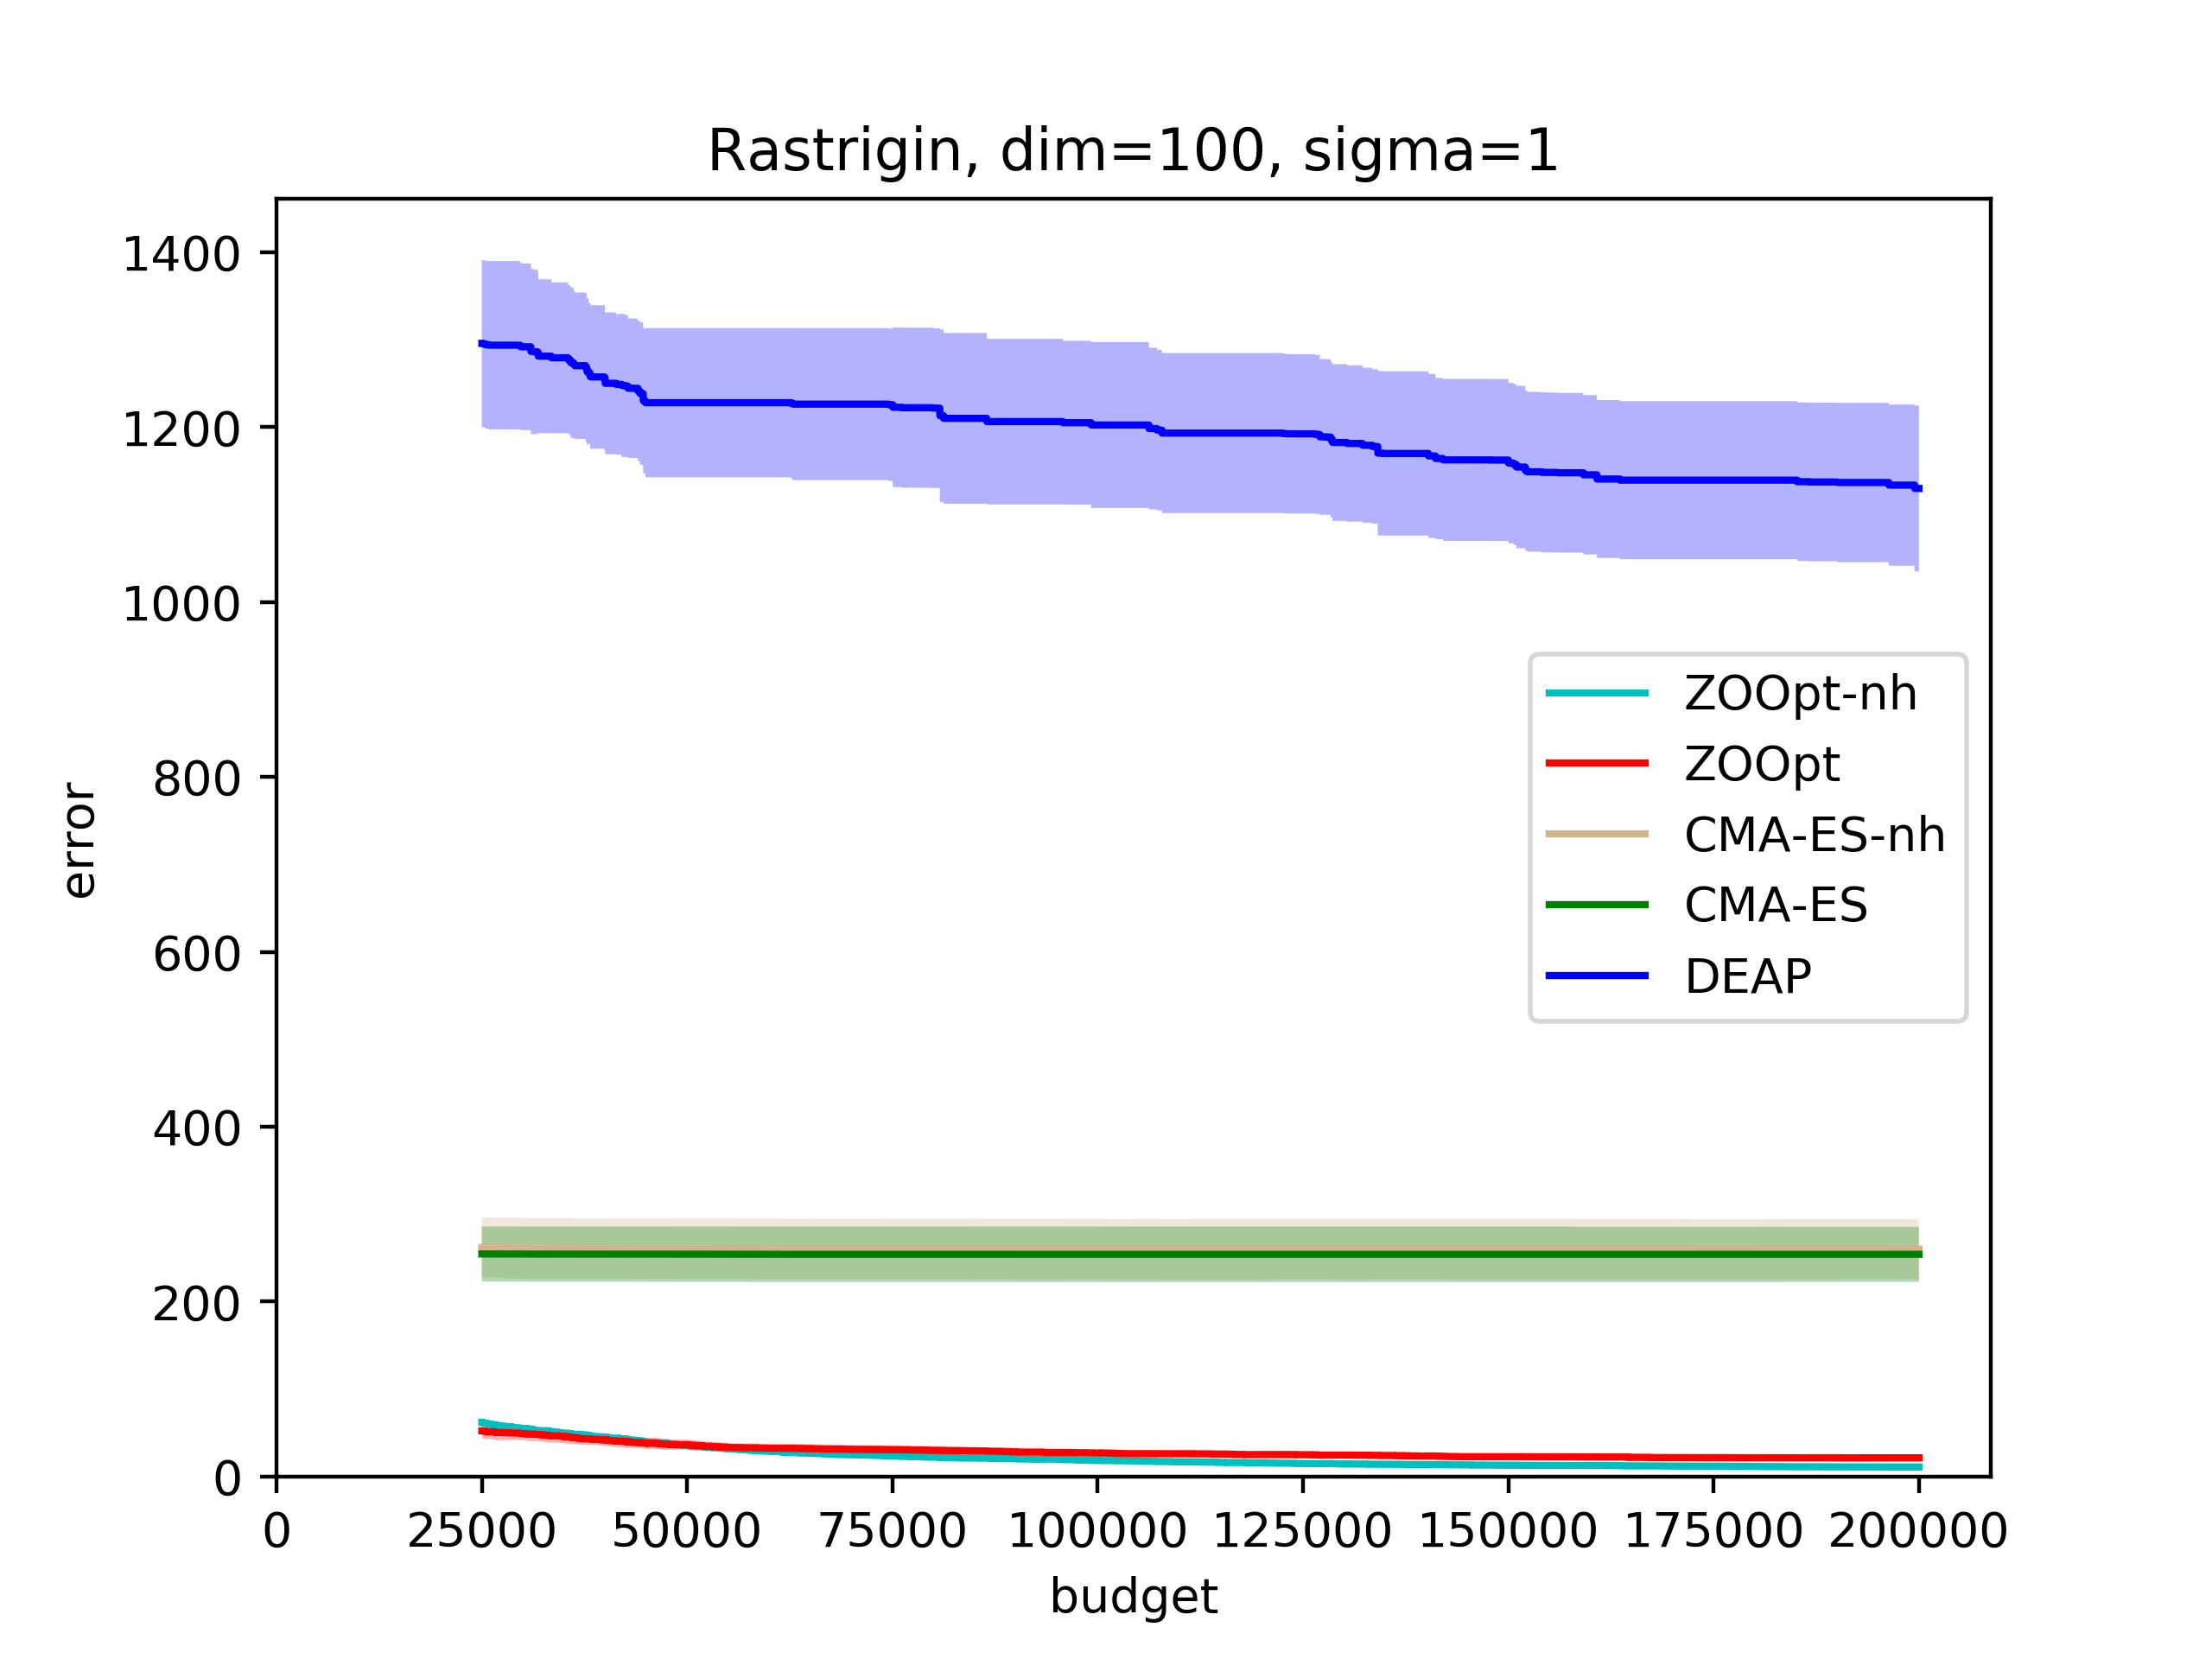 Rastrigin, dim=100, sigma=1
1400
1200
1000
800
600
400
200
0
error
ZOOpt-nh
ZOOpt
CMA-ES-nh
CMA-ES
DEAP
0 25000 50000 75000 100000 125000 150000 175000 200000
budget